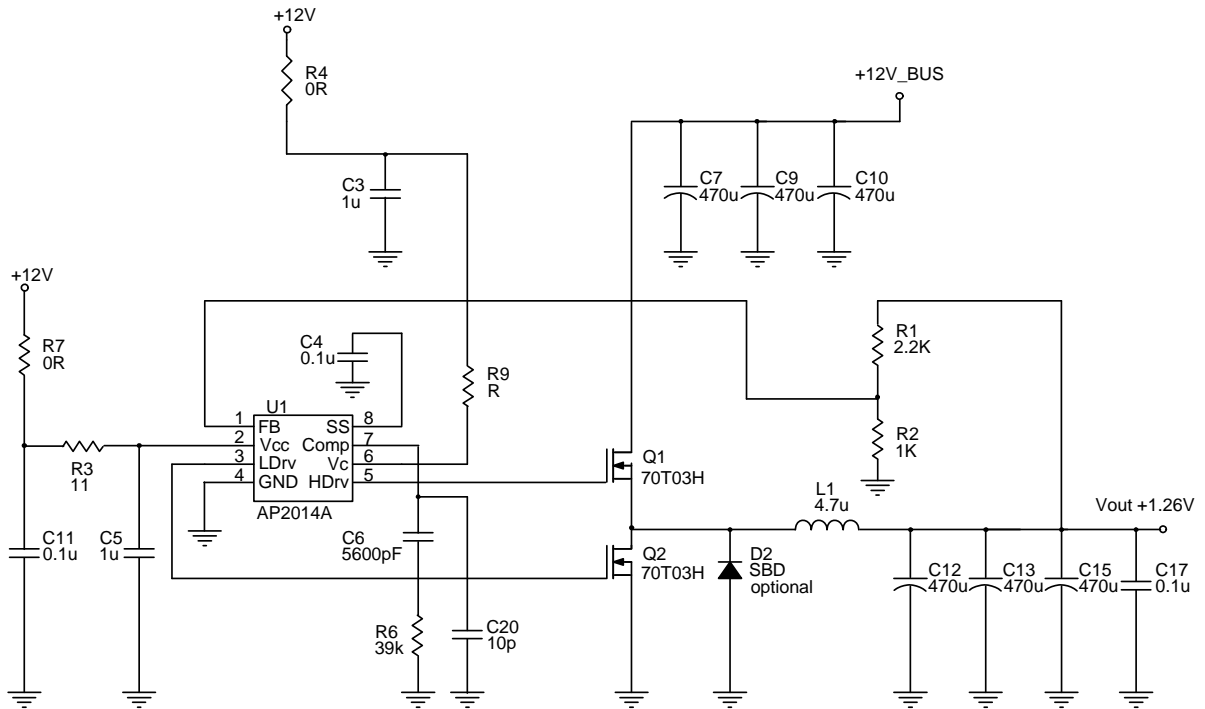 +12V
R4
0R
+12V_BUS
C3
1u
C7
470u
C9
470u
C10
470u
+12V
R7
0R
C4
0.1u
R9
R
R1
2.2K
R2
1K
U1
1
FB
SS
8
2
Vcc
Comp
7
3
LDrv
Vc
6
4
GND
HDrv
5
AP2014A
R3
11
Q1
70T03H
L1
4.7u
Vout +1.26V
C11
0.1u
C5
1u
C6
5600pF
Q2
70T03H
D2
SBD
optional
C12
470u
C13
470u
C15
470u
C17
0.1u
R6
39k
C20
10p